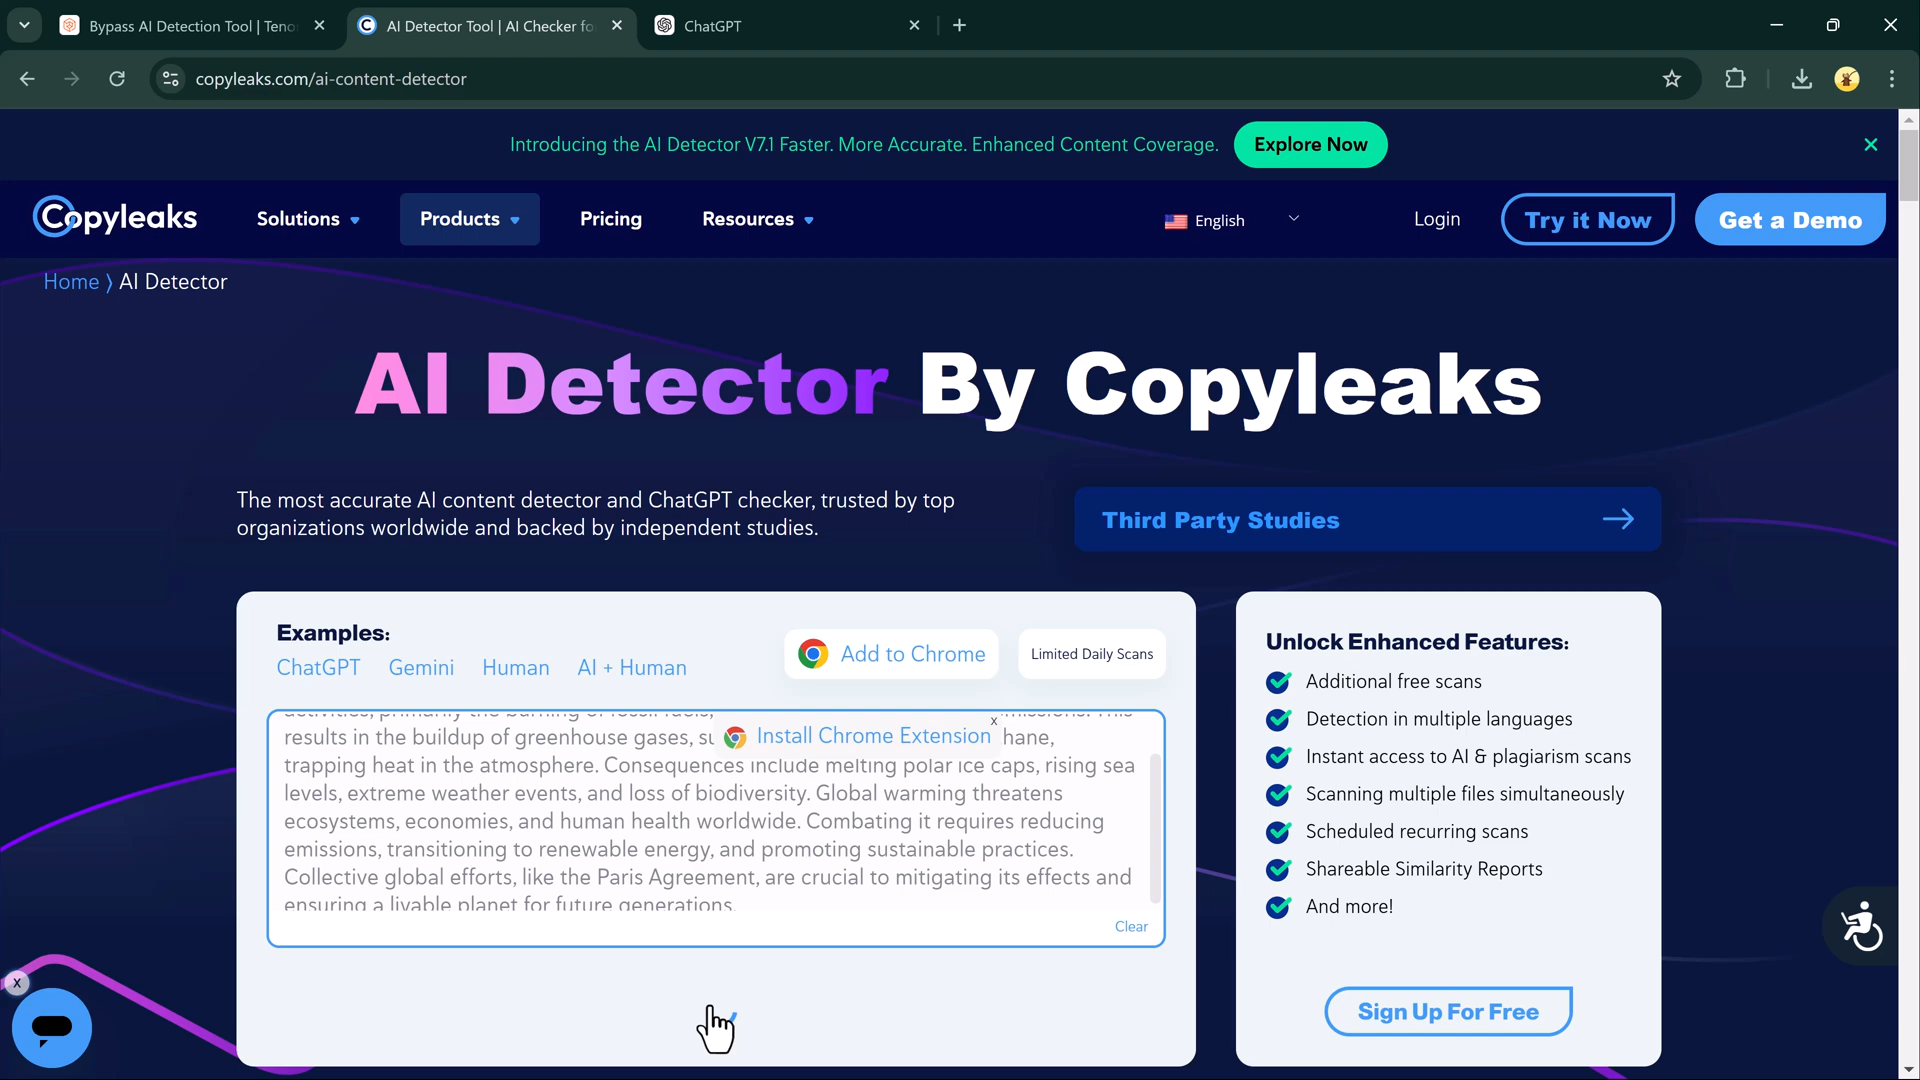 Bypass AI Detection Tool | Teno
AI Detector Tool | AI Checker fo
ChatGPT
copyleaks.com/ai-content-detector
Introducing the AI Detector V7.1 Faster. More Accurate. Enhanced Content Coverage.
Explore Now
Copyleaks
Solutions
Products
Pricing
Resources
English
Login
Try it Now
Get a Demo
Home ⟩ AI Detector
AI Detector By Copyleaks
The most accurate AI content detector and ChatGPT checker, trusted by top
organizations worldwide and backed by independent studies.
Third Party Studies
Examples:
ChatGPT Gemini Human AI + Human
Add to Chrome
Limited Daily Scans
activities, primarily the burning of fossil fuels, missions. This
results in the buildup of greenhouse gases, su
Install Chrome Extension
x
hane,
trapping heat in the atmosphere. Consequences include melting polar ice caps, rising sea
levels, extreme weather events, and loss of biodiversity. Global warming threatens
ecosystems, economies, and human health worldwide. Combating it requires reducing
emissions, transitioning to renewable energy, and promoting sustainable practices.
Collective global efforts, like the Paris Agreement, are crucial to mitigating its effects and
ensuring a livable planet for future generations.
Clear
Unlock Enhanced Features:
Additional free scans
Detection in multiple languages
Instant access to AI & plagiarism scans
Scanning multiple files simultaneously
Scheduled recurring scans
Shareable Similarity Reports
And more!
Sign Up For Free
x